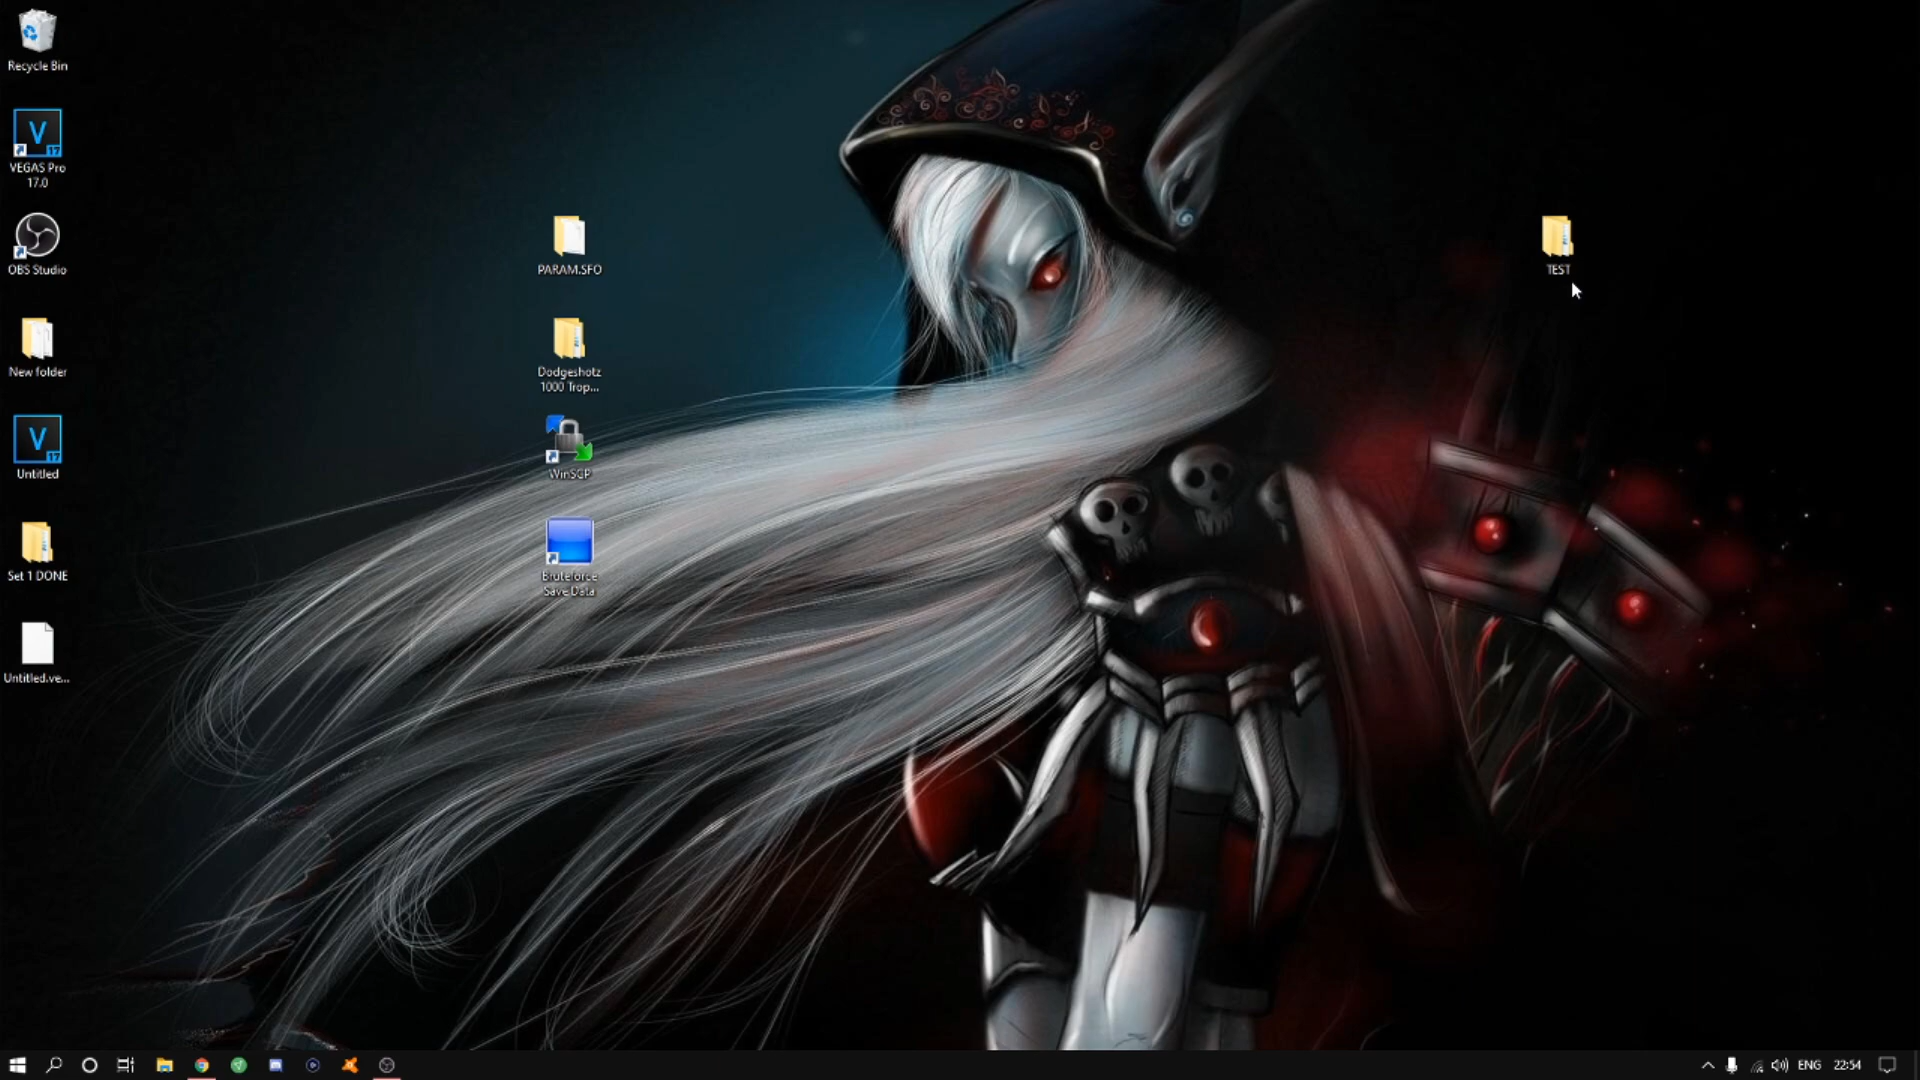 Recycle Bin
VEGAS Pro
17.0
OBS Studio
New folder
Untitled
Set 1 DONE
Untitled.ve...
PARAM.SFO
Dodgeshotz
1000 Trop...
WinSCP
Bruteforce
Save Data
TEST
ENG
22:54